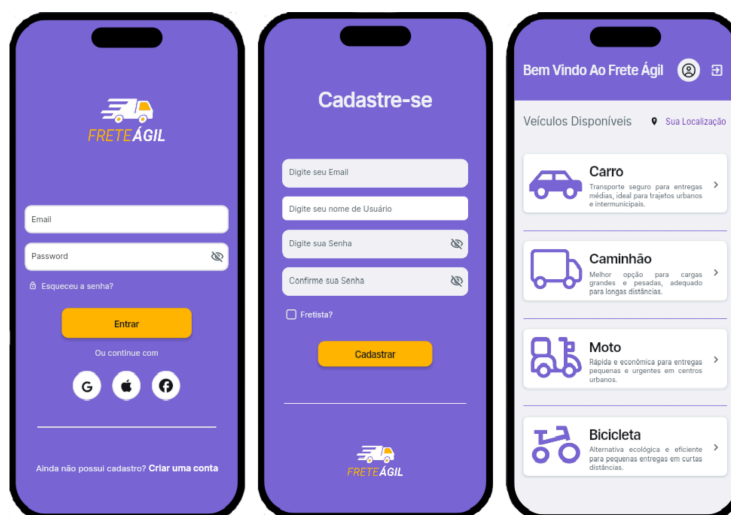 FRETEÁGIL
Email
Password
Esqueceu a senha?
Entrar
Ou continue com
G
Ainda não possui cadastro? Criar uma conta
Cadastre-se
Digite seu Email
Digite seu nome de Usuário
Digite sua Senha
Confirme sua Senha
Fretista?
Cadastrar
FRETEÁGIL
Bem Vindo Ao Frete Ágil
Veículos Disponíveis
Sua Localização
Carro
Transporte seguro para entregas
médias, ideal para trajetos urbanos
e intermunicipais.
Caminhão
Melhor opção para cargas
grandes e pesadas, adequado
para longas distâncias.
Moto
Rápida e econômica para entregas
pequenas e urgentes em centros
urbanos.
Bicicleta
Alternativa ecológica e eficiente
para pequenas entregas em curtas
distâncias.